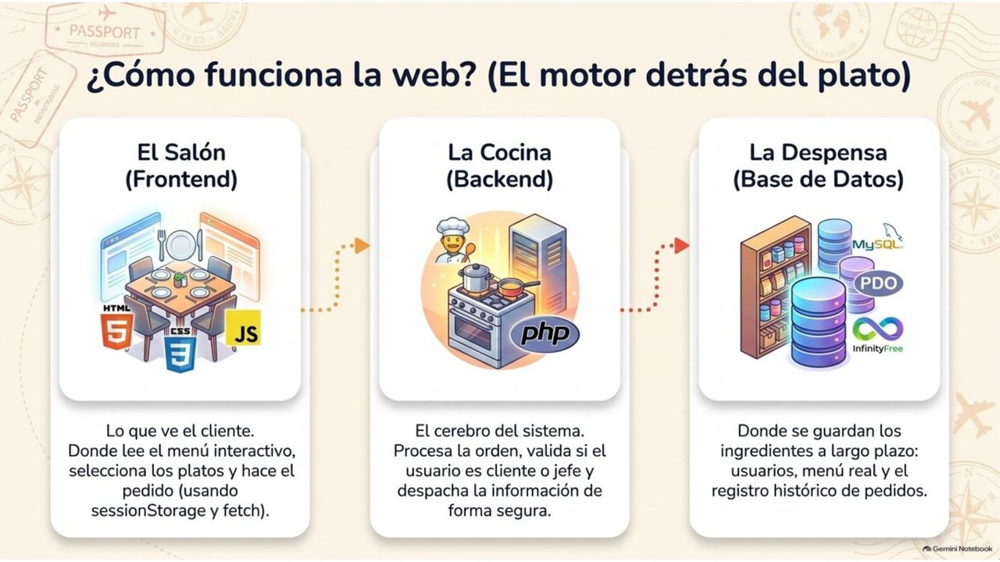 PASSPORT
PASSPORT
PASSPORT
¿Cómo funciona la web? (El motor detrás del plato)
El Salón
(Frontend)
HTML
5
CSS
3
JS
Lo que ve el cliente.
Donde lee el menú interactivo,
selecciona los platos y hace el
pedido (usando
sessionStorage y fetch).
La Cocina
(Backend)
php
El cerebro del sistema.
Procesa la orden, valida si el
usuario es cliente o jefe y
despacha la información de
forma segura.
La Despensa
(Base de Datos)
MySQL
PDO
InfinityFree
Donde se guardan los
ingredientes a largo plazo:
usuarios, menú real y el
registro histórico de pedidos.
Gemini Notebook